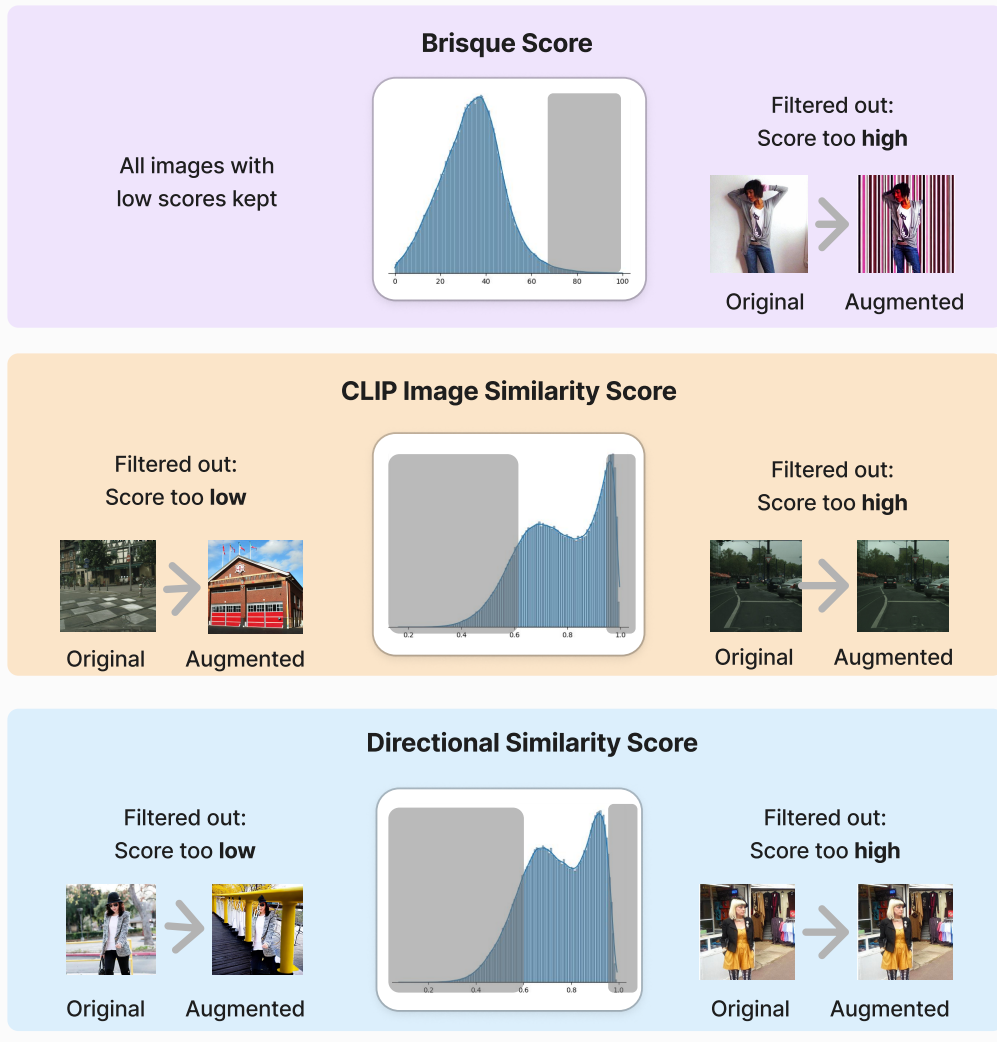 Brisque Score
All images with
low scores kept
0 20 40 60 80 100
Filtered out:
Score too high
Original Augmented
CLIP Image Similarity Score
Filtered out:
Score too low
Original Augmented
0.2 0.4 0.6 0.8 1.0
Filtered out:
Score too high
Original Augmented
Directional Similarity Score
Filtered out:
Score too low
Original Augmented
0.2 0.4 0.6 0.8 1.0
Filtered out:
Score too high
Original Augmented